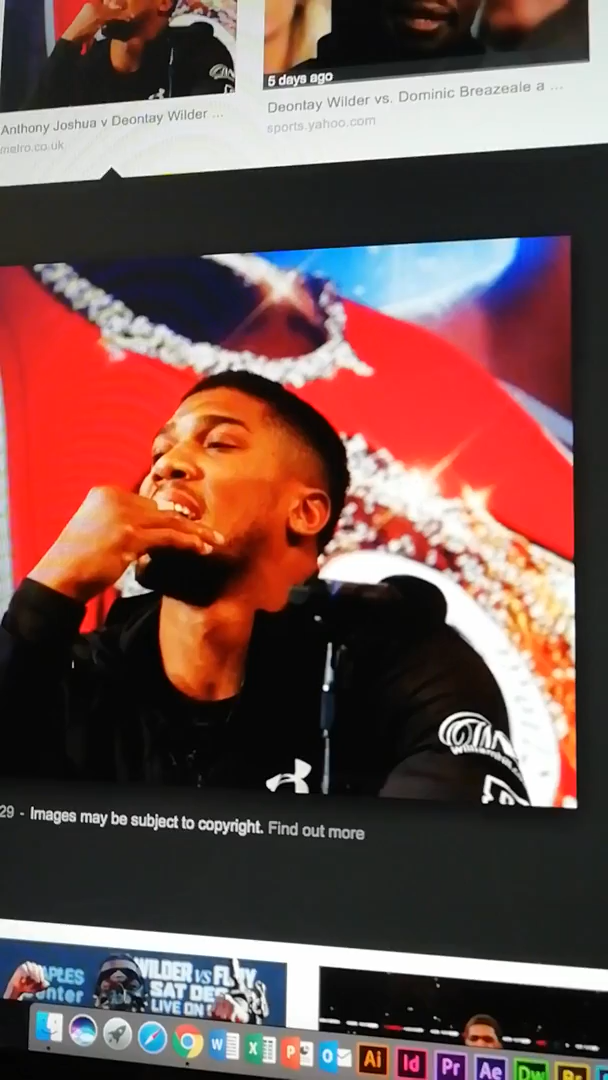 5 days ago
Anthony Joshua v Deontay Wilder ...
metro.co.uk
Deontay Wilder vs. Dominic Breazeale a ...
sports.yahoo.com
29 - Images may be subject to copyright. Find out more
WILDER VS FURY
SAT DEC
LIVE ON
W
X
P
O
Ai
Id
Pr
Ae
Dw
Br